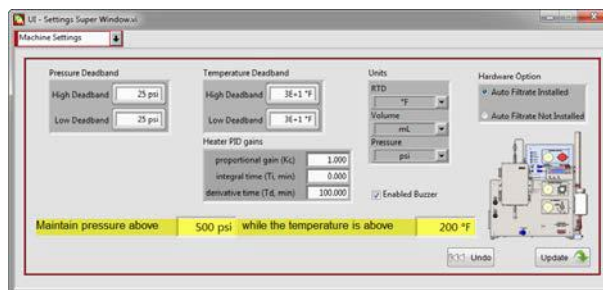 UI - Settings Super Window.vi
Machine Settings
Pressure Deadband
High Deadband 25 psi
Low Deadband 25 psi
Temperature Deadband
High Deadband 3E+1 °F
Low Deadband 3E+1 °F
Heater PID gains
proportional gain (Kc) 1.000
integral time (Ti, min) 0.000
derivative time (Td, min) 100.000
Units
RTD
°F
Volume
mL
Pressure
psi
Enabled Buzzer
Hardware Option
Auto Filtrate Installed
Auto Filtrate Not Installed
Maintain pressure above 500 psi while the temperature is above 200 °F
Undo
Update